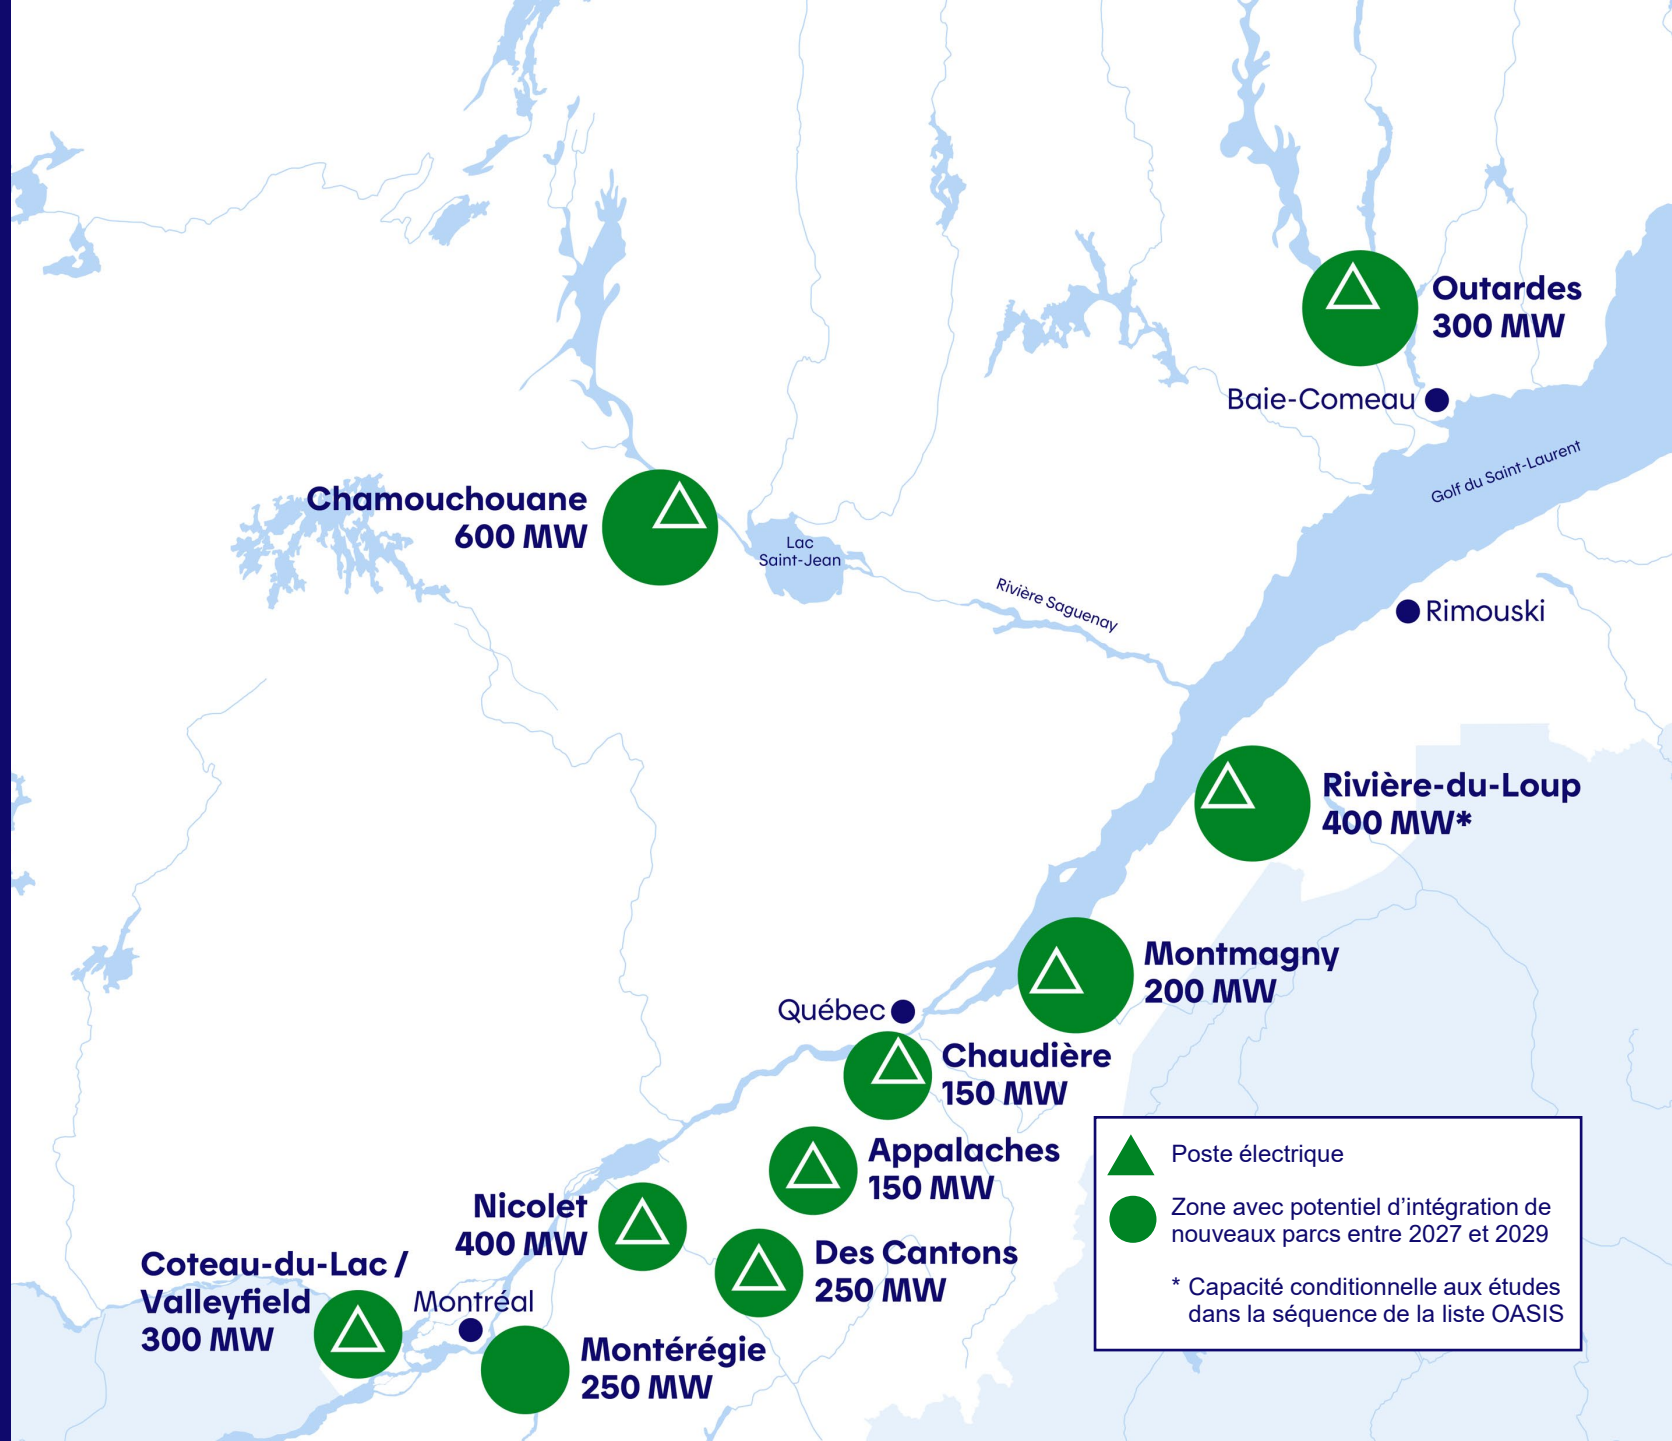 Outardes
300 MW
Baie-Comeau
Golf du Saint-Laurent
Chamouchouane
600 MW
Lac
Saint-Jean
Rivière Saguenay
Rimouski
Rivière-du-Loup
400 MW*
Montmagny
200 MW
Québec
Chaudière
150 MW
Appalaches
150 MW
Nicolet
400 MW
Des Cantons
250 MW
Coteau-du-Lac /
Valleyfield
300 MW
Montréal
Montérégie
250 MW
Poste électrique
Zone avec potentiel d’intégration de
nouveaux parcs entre 2027 et 2029
* Capacité conditionnelle aux études
dans la séquence de la liste OASIS